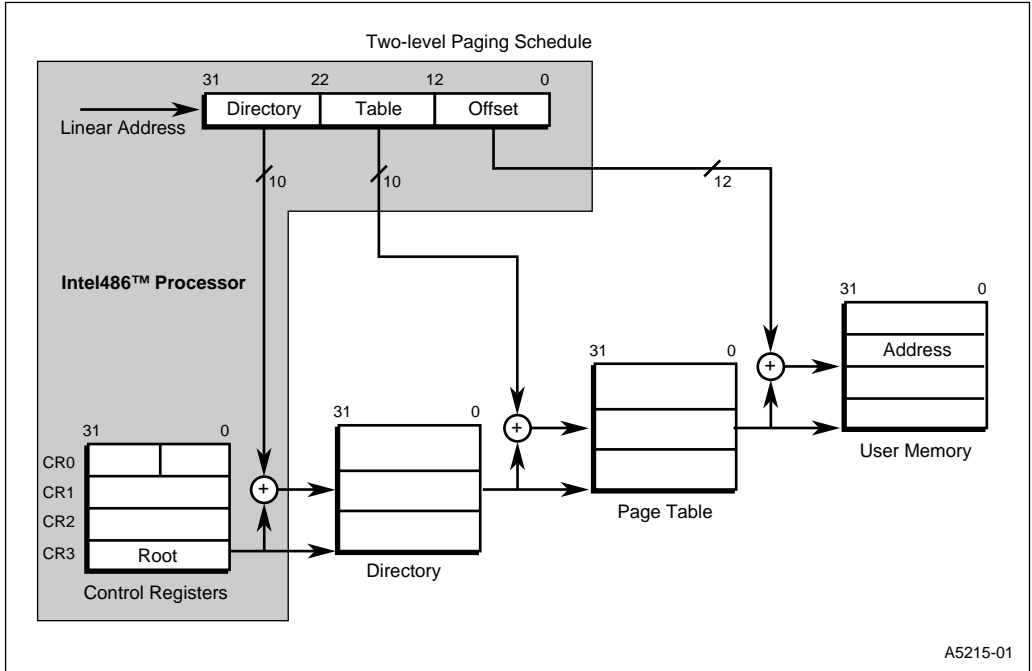 Two-level Paging Schedule
31 22 12 0
Directory Table Offset
Linear Address
10 10 12
Intel486™ Processor
31 0
Address
User Memory
31 0
Page Table
31 0
Directory
31 0
CR0
CR1
CR2
CR3 Root
Control Registers
+
+
+
A5215-01